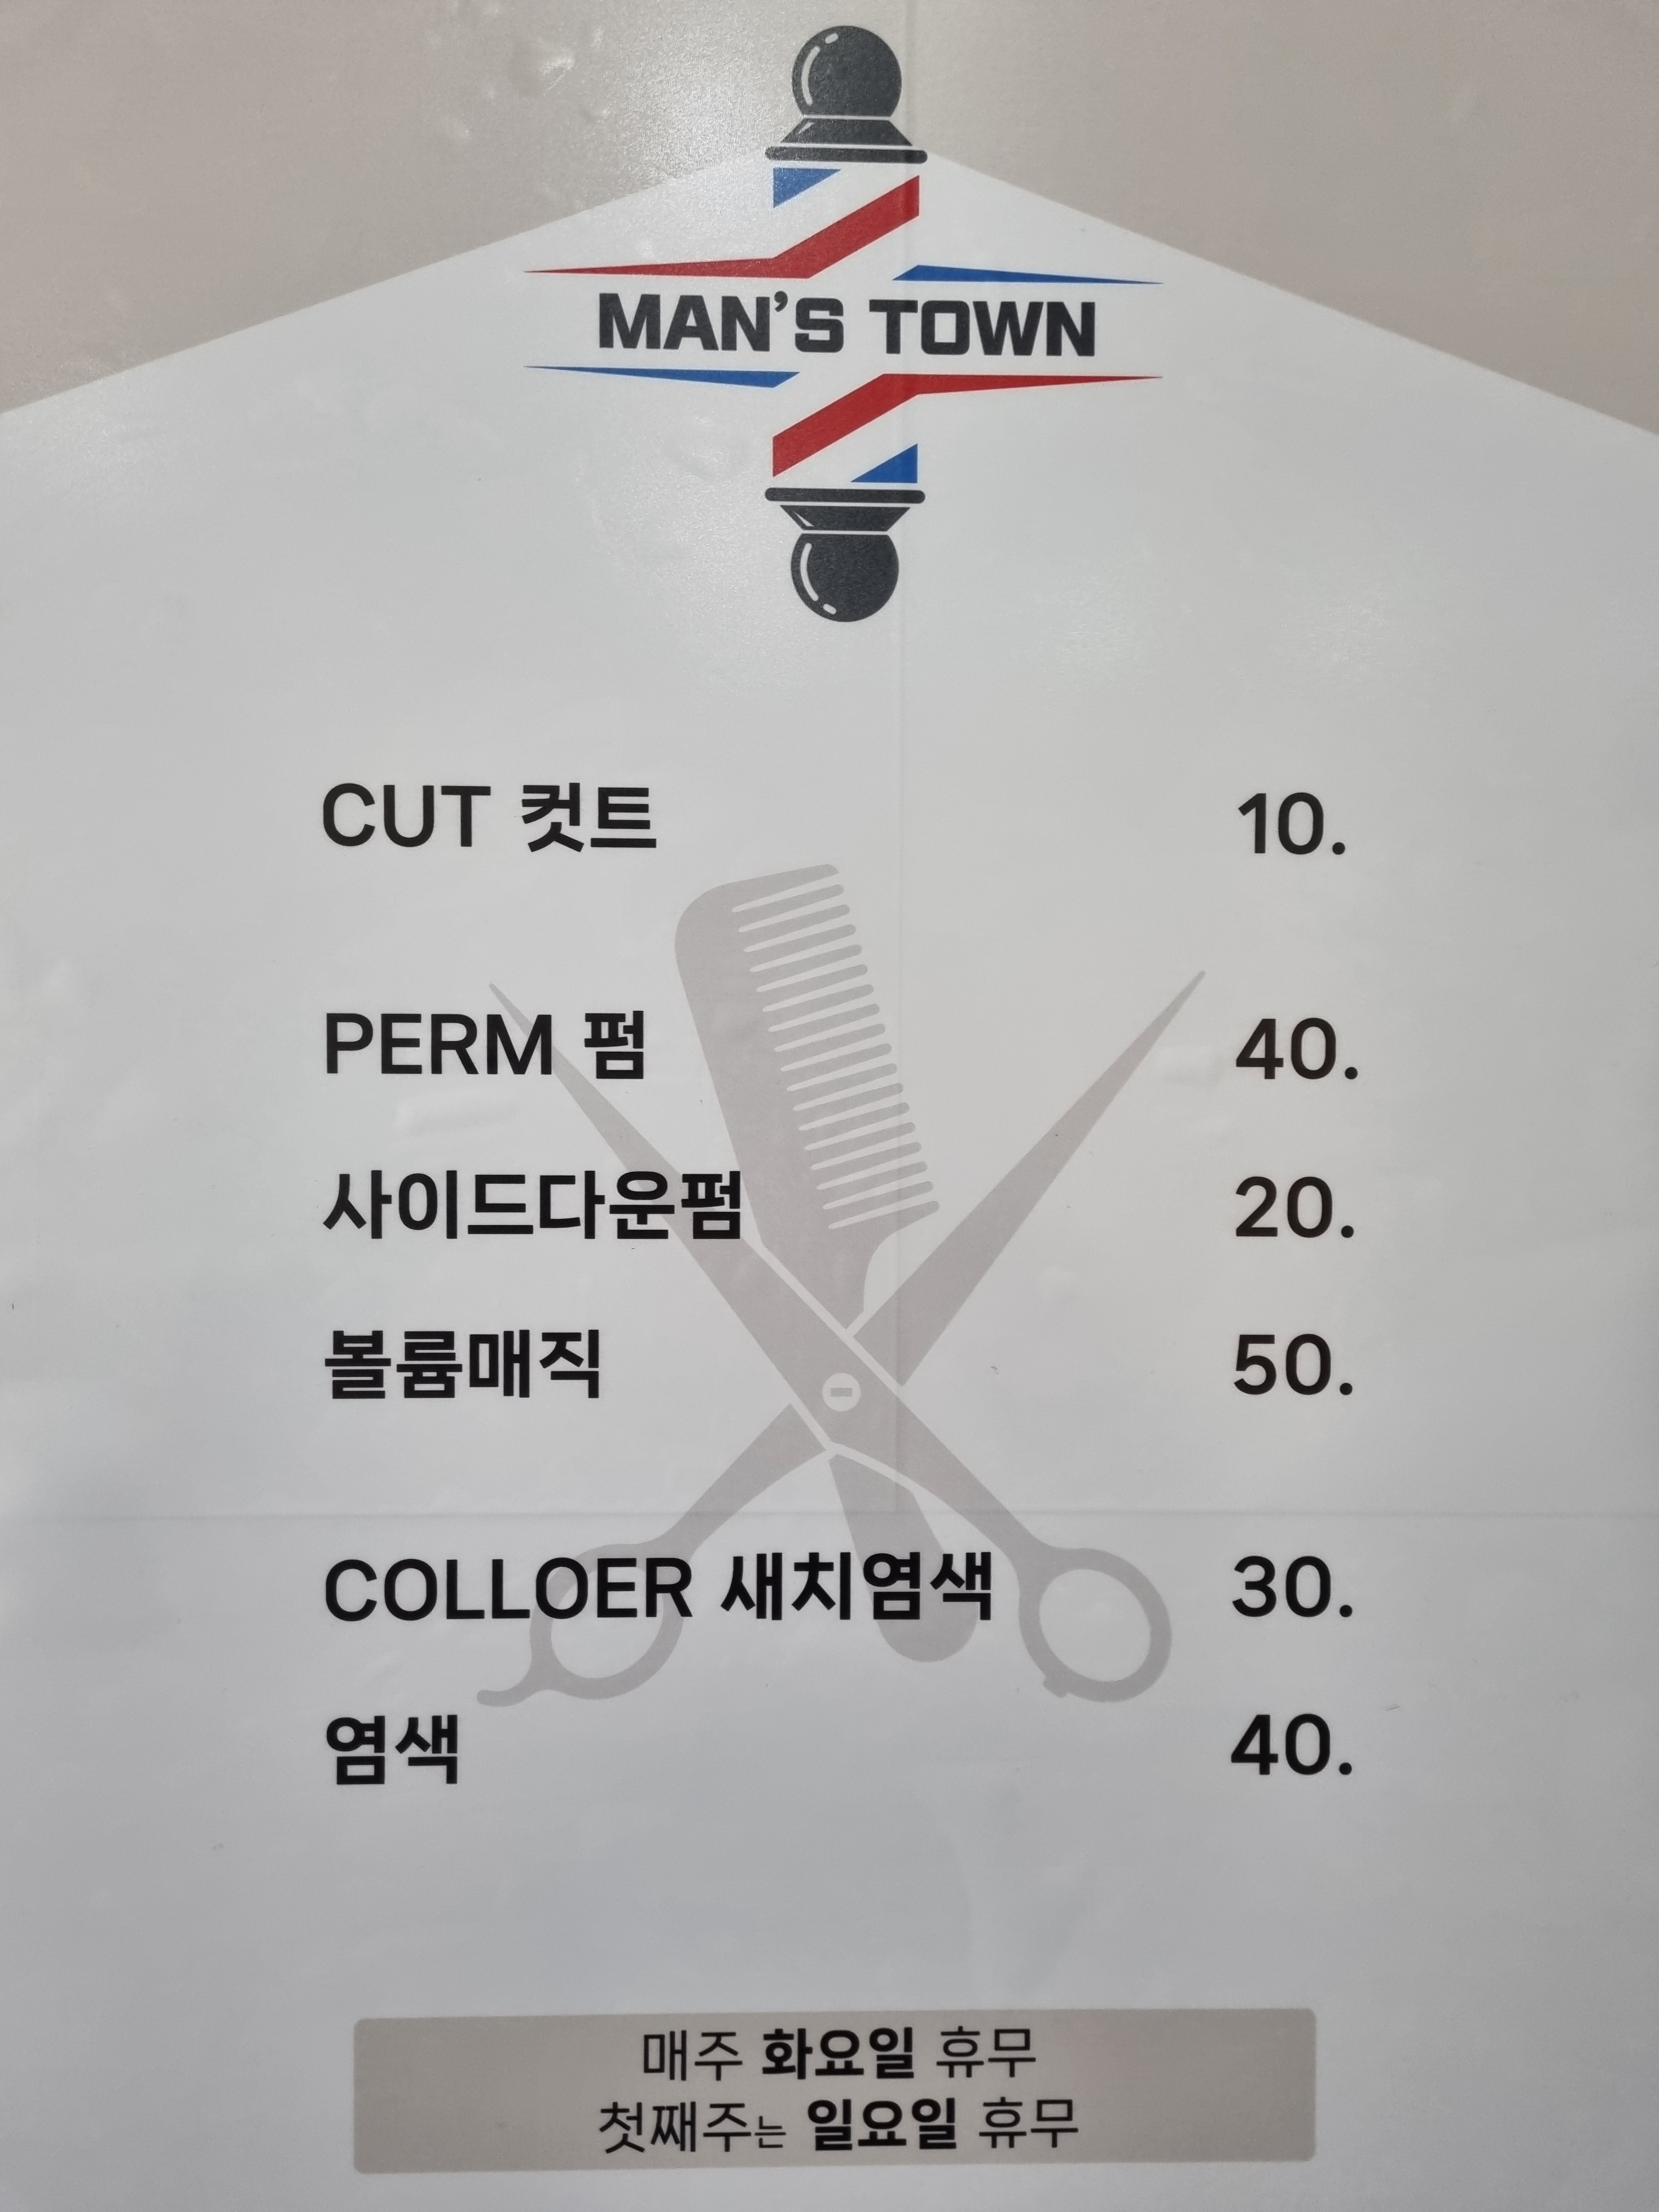 MAN'S TOWN
CUT 컷트 10.
PERM 펌 40.
사이드다운펌 20.
볼륨매직 50.
COLLOER 새치염색 30.
염색 40.
매주 화요일 휴무
첫째주는 일요일 휴무